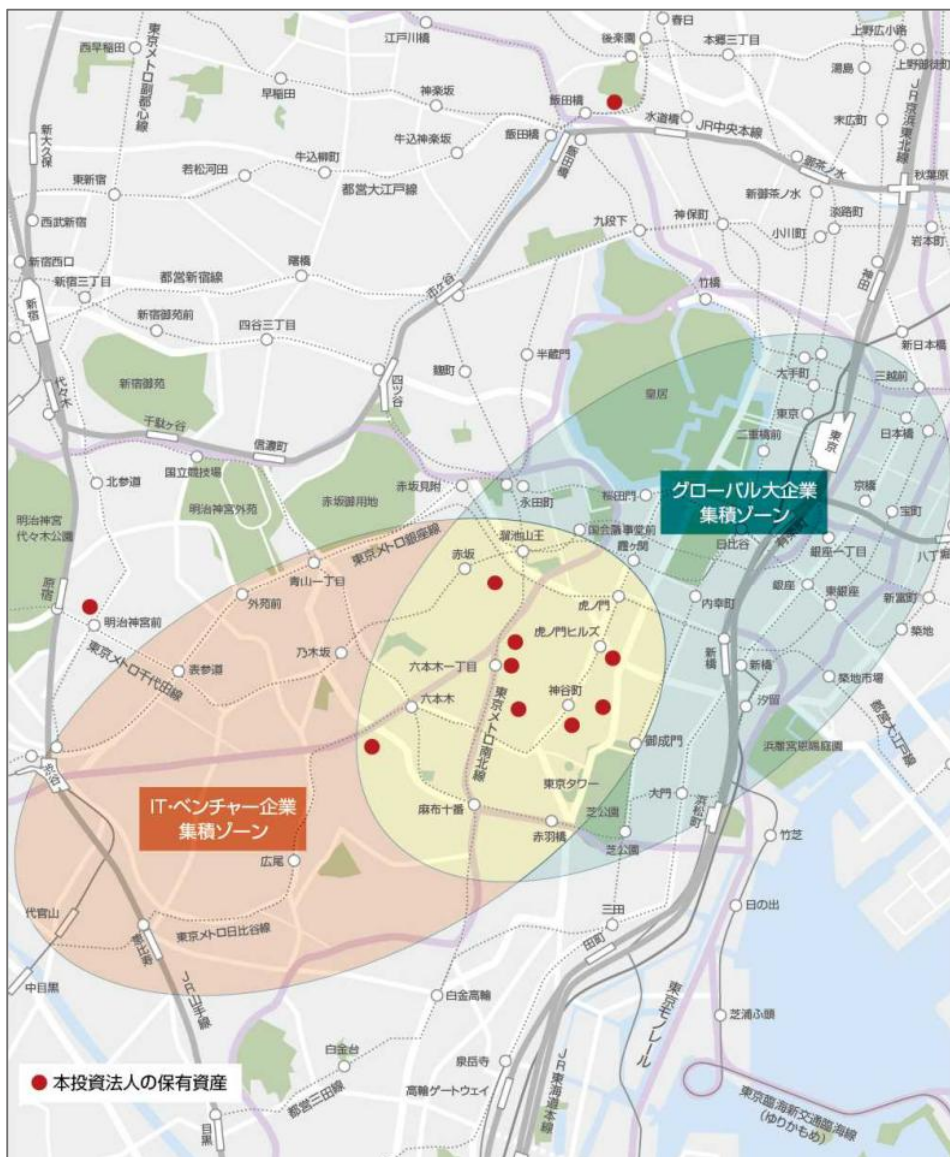 春日
江戸川橋
後楽園
本郷三丁目
上野広小路
上野御徒町
西早稲田
東京メトロ副都心線
湯島
早稲田
神楽坂
飯田橋
水道橋
JR中央本線
末広町
JR京浜東北線
新大久保
牛込神楽坂
飯田橋
飯田橋
牛込柳町
若松河田
御茶ノ水
秋葉原
東新宿
都営大江戸線
新御茶ノ水
淡路町
西武新宿
九段下
神保町
小川町
岩本町
新宿西口
曙橋
都営新宿線
市ヶ谷
竹橋
神田
新宿三丁目
新宿
新宿御苑前
四谷三丁目
半蔵門
新日本橋
麹町
大手町
三越前
新宿御苑
四ツ谷
皇居
代々木
東京
東京
日本橋
千駄ヶ谷
二重橋前
信濃町
国立競技場
北参道
赤坂見附
永田町
桜田門
グローバル大企業
集積ゾーン
京橋
宝町
明治神宮
代々木公園
明治神宮外苑
赤坂御用地
溜池山王
国会議事堂前
霞ヶ関
日比谷
有楽町
銀座一丁目
八丁堀
東京メトロ銀座線
赤坂
青山一丁目
銀座
東銀座
新富町
原宿
外苑前
虎ノ門
内幸町
明治神宮前
乃木坂
虎ノ門ヒルズ
築地
東京メトロ千代田線
表参道
六本木一丁目
新橋
新橋
築地市場
六本木
東京メトロ南北線
神谷町
汐留
都営大江戸線
渋谷
御成門
浜離宮恩賜庭園
東京タワー
IT・ベンチャー企業
集積ゾーン
大門
浜松町
麻布十番
芝公園
赤羽橋
芝公園
竹芝
広尾
代官山
三田
日の出
恵比寿
東京メトロ日比谷線
田町
中目黒
JR山手線
白金高輪
東京モノレール
芝浦ふ頭
白金台
泉岳寺
本投資法人の保有資産
都営三田線
高輪ゲートウェイ
JR東海道本線
東京臨海新交通臨海線
(ゆりかもめ)
目黒